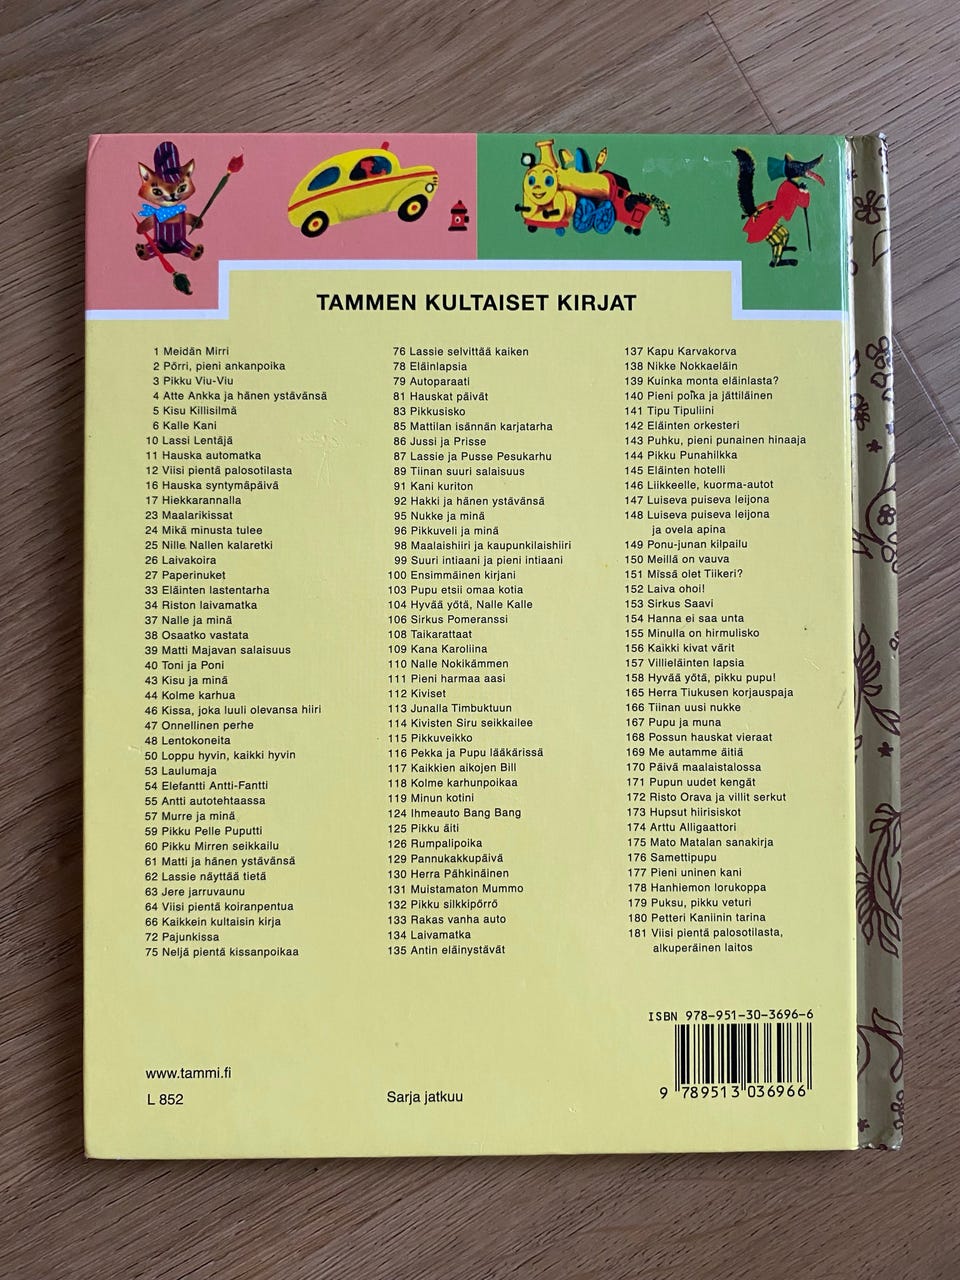 TAMMEN KULTAISET KIRJAT
1 Meidän Mirri
2 Pörri, pieni ankanpoika
3 Pikku Viu-Viu
4 Atte Ankka ja hänen ystävänsä
5 Kisu Killisilmä
6 Kalle Kani
10 Lassi Lentäjä
11 Hauska automatka
12 Viisi pientä palosotilasta
16 Hauska syntymäpäivä
17 Hiekkarannalla
23 Maalarikissat
24 Mikä minusta tulee
25 Nille Nallen kalaretki
26 Laivakoira
27 Paperinuket
33 Eläinten lastentarha
34 Riston laivamatka
37 Nalle ja minä
38 Osaatko vastata
39 Matti Majavan salaisuus
40 Toni ja Poni
43 Kisu ja minä
44 Kolme karhua
46 Kissa, joka luuli olevansa hiiri
47 Onnellinen perhe
48 Lentokoneita
50 Loppu hyvin, kaikki hyvin
53 Laulumaja
54 Elefantti Antti-Fantti
55 Antti autotehtaassa
57 Murre ja minä
59 Pikku Pelle Puputti
60 Pikku Mirren seikkailu
61 Matti ja hänen ystävänsä
62 Lassie näyttää tietä
63 Jere jarruvaunu
64 Viisi pientä koiranpentua
66 Kaikkein kultaisin kirja
72 Pajunkissa
75 Neljä pientä kissanpoikaa
76 Lassie selvittää kaiken
78 Eläinlapsia
79 Autoparaati
81 Hauskat päivät
83 Pikkusisko
85 Mattilan isännän karjatarha
86 Jussi ja Prisse
87 Lassie ja Pusse Pesukarhu
89 Tiinan suuri salaisuus
91 Kani kuriton
92 Hakki ja hänen ystävänsä
95 Nukke ja minä
96 Pikkuveli ja minä
98 Maalaishiiri ja kaupunkilaishiiri
99 Suuri intiaani ja pieni intiaani
100 Ensimmäinen kirjani
103 Pupu etsii omaa kotia
104 Hyvää yötä, Nalle Kalle
106 Sirkus Pomeranssi
108 Taikarattaat
109 Kana Karoliina
110 Nalle Nokikämmen
111 Pieni harmaa aasi
112 Kiviset
113 Junalla Timbuktuun
114 Kivisten Siru seikkailee
115 Pikkuveikko
116 Pekka ja Pupu lääkärissä
117 Kaikkien aikojen Bill
118 Kolme karhunpoikaa
119 Minun kotini
124 Ihmeauto Bang Bang
125 Pikku äiti
126 Rumpalipoika
129 Pannukakkupäivä
130 Herra Pähkinäinen
131 Muistamaton Mummo
132 Pikku silkkipörrö
133 Rakas vanha auto
134 Laivamatka
135 Antin eläinystävät
137 Kapu Karvakorva
138 Nikke Nokkaeläin
139 Kuinka monta eläinlasta?
140 Pieni poika ja jättiläinen
141 Tipu Tipuliini
142 Eläinten orkesteri
143 Puhku, pieni punainen hinaaja
144 Pikku Punahilkka
145 Eläinten hotelli
146 Liikkeelle, kuorma-autot
147 Luiseva puiseva leijona
148 Luiseva puiseva leijona
ja ovela apina
149 Ponu-junan kilpailu
150 Meillä on vauva
151 Missä olet Tiikeri?
152 Laiva ohoi!
153 Sirkus Saavi
154 Hanna ei saa unta
155 Minulla on hirmulisko
156 Kaikki kivat värit
157 Villieläinten lapsia
158 Hyvää yötä, pikku pupu!
165 Herra Tiukusen korjauspaja
166 Tiinan uusi nukke
167 Pupu ja muna
168 Possun hauskat vieraat
169 Me autamme äitiä
170 Päivä maalaistalossa
171 Pupun uudet kengät
172 Risto Orava ja villit serkut
173 Hupsut hiirisiskot
174 Arttu Alligaattori
175 Mato Matalan sanakirja
176 Samettipupu
177 Pieni uninen kani
178 Hanhiemon lorukoppa
179 Puksu, pikku veturi
180 Petteri Kaniinin tarina
181 Viisi pientä palosotilasta,
alkuperäinen laitos
ISBN 978-951-30-3696-6
9 789513 036966
www.tammi.fi
L 852
Sarja jatkuu